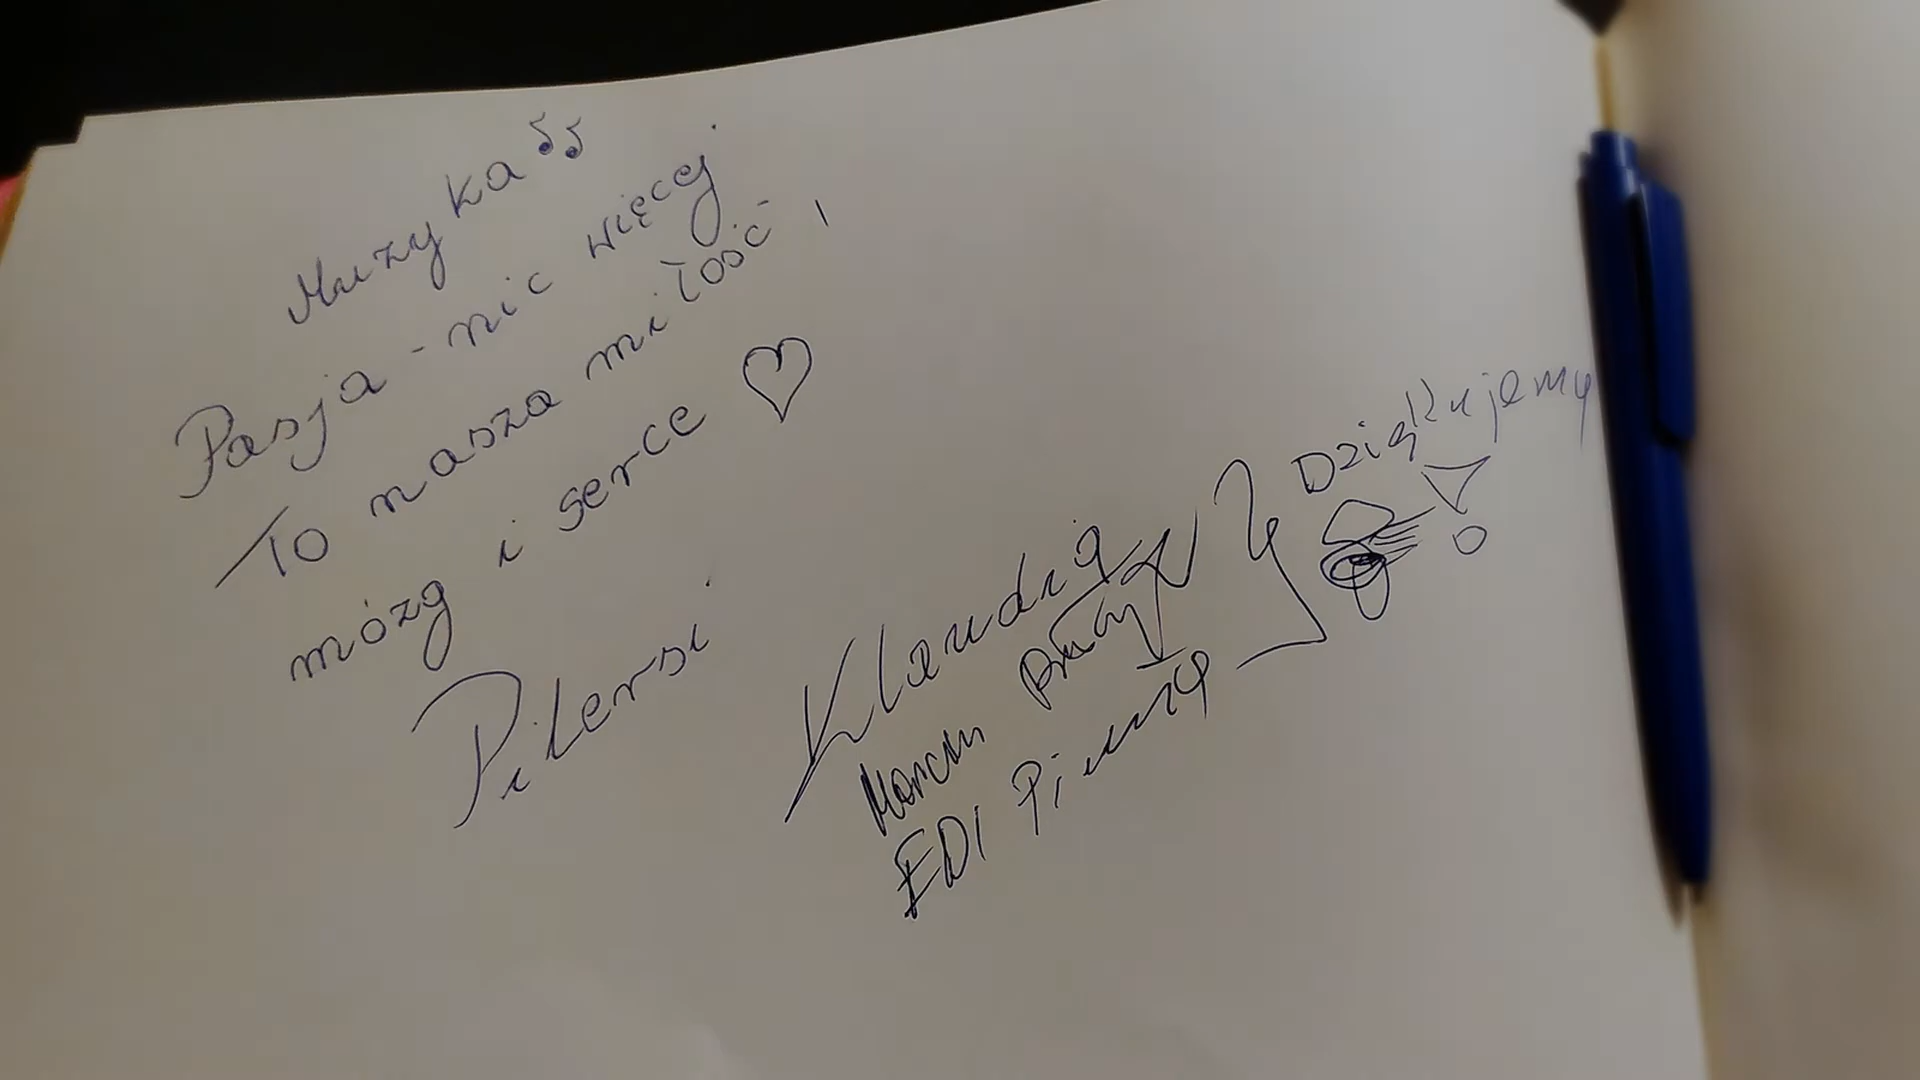 Muzyka
Pasja - nic więcej
To nasza miłość,
mózg i serce
Pilersi
Klaudia
Marcin
EDI
Dziękujemy